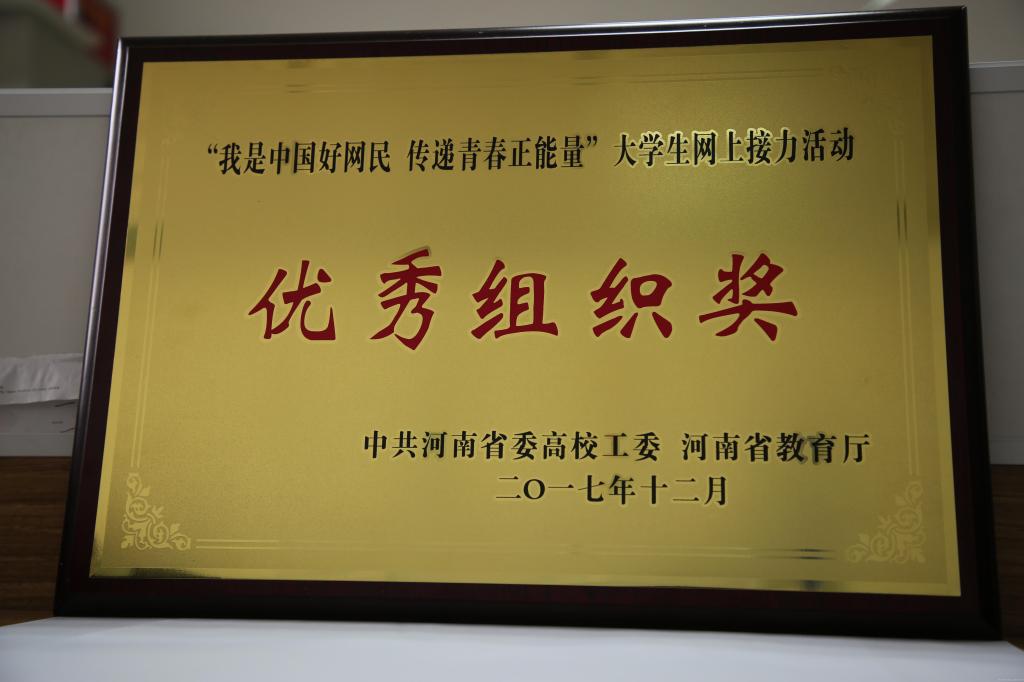 “我是中国好网民 传递青春正能量”大学生网上接力活动
优秀组织奖
中共河南省委高校工委 河南省教育厅
二〇一七年十二月